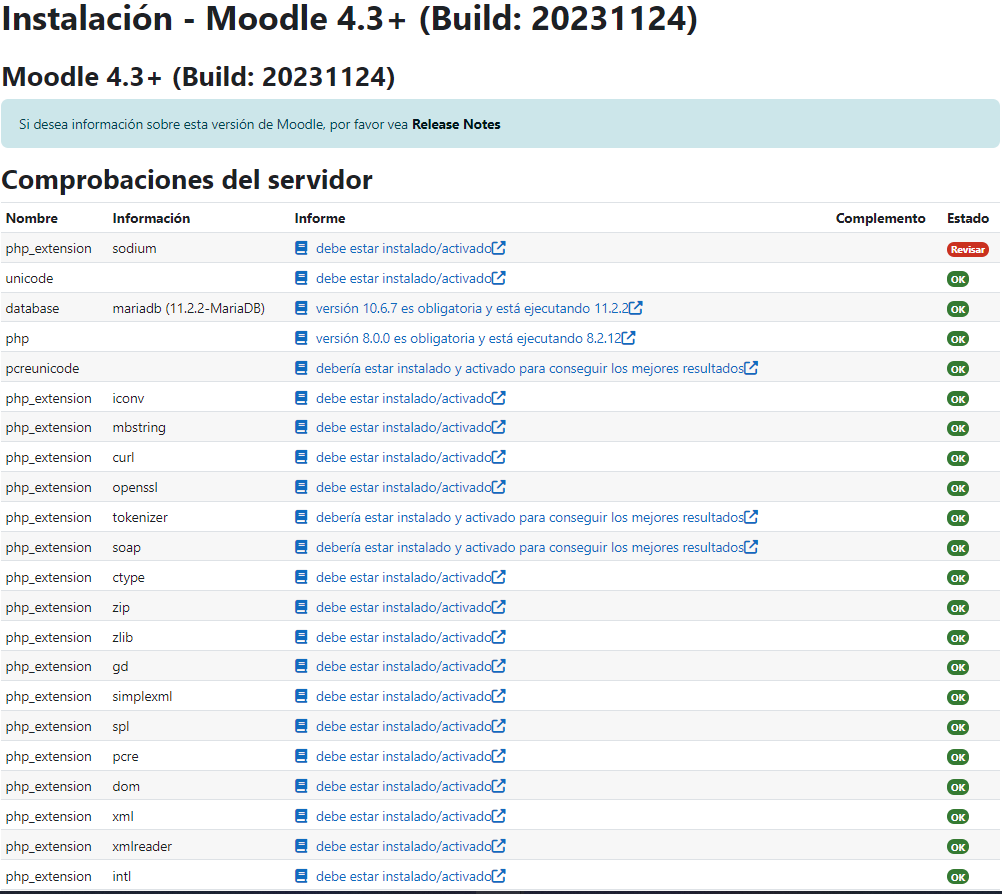 Instalación - Moodle 4.3+ (Build: 20231124)
Moodle 4.3+ (Build: 20231124)
Si desea información sobre esta versión de Moodle, por favor vea Release Notes
Comprobaciones del servidor
Nombre Información Informe Complemento Estado
php_extension sodium debe estar instalado/activado Revisar
unicode debe estar instalado/activado OK
database mariadb (11.2.2-MariaDB) versión 10.6.7 es obligatoria y está ejecutando 11.2.2 OK
php versión 8.0.0 es obligatoria y está ejecutando 8.2.12 OK
pcreunicode debería estar instalado y activado para conseguir los mejores resultados OK
php_extension iconv debe estar instalado/activado OK
php_extension mbstring debe estar instalado/activado OK
php_extension curl debe estar instalado/activado OK
php_extension openssl debe estar instalado/activado OK
php_extension tokenizer debería estar instalado y activado para conseguir los mejores resultados OK
php_extension soap debería estar instalado y activado para conseguir los mejores resultados OK
php_extension ctype debe estar instalado/activado OK
php_extension zip debe estar instalado/activado OK
php_extension zlib debe estar instalado/activado OK
php_extension gd debe estar instalado/activado OK
php_extension simplexml debe estar instalado/activado OK
php_extension spl debe estar instalado/activado OK
php_extension pcre debe estar instalado/activado OK
php_extension dom debe estar instalado/activado OK
php_extension xml debe estar instalado/activado OK
php_extension xmlreader debe estar instalado/activado OK
php_extension intl debe estar instalado/activado OK